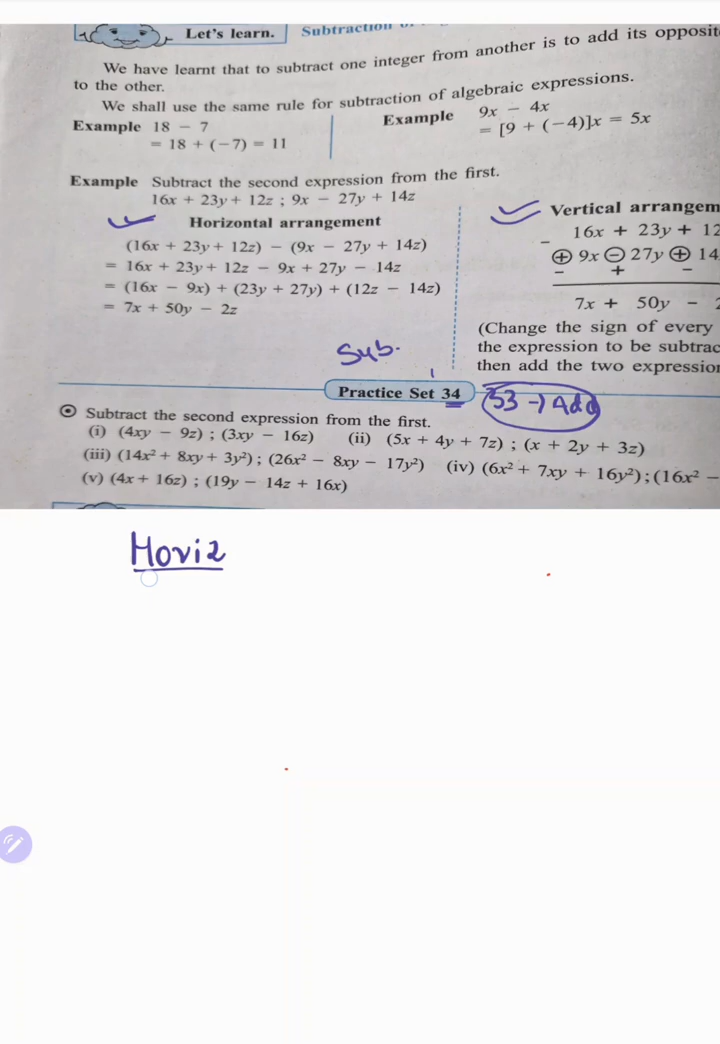 Let's learn. Subtraction
We have learnt that to subtract one integer from another is to add its opposit
to the other.
We shall use the same rule for subtraction of algebraic expressions.
Example 18 − 7
= 18 + (−7) = 11
Example 9x − 4x
= [9 + (−4)]x = 5x
Example Subtract the second expression from the first.
16x + 23y + 12z ; 9x − 27y + 14z
Horizontal arrangement
(16x + 23y + 12z) − (9x − 27y + 14z)
= 16x + 23y + 12z − 9x + 27y − 14z
= (16x − 9x) + (23y + 27y) + (12z − 14z)
= 7x + 50y − 2z
Vertical arrangem
16x + 23y + 12
− ⊕ 9x ⊖ 27y ⊕ 14
− + −
7x + 50y −
(Change the sign of every
the expression to be subtrac
then add the two expression
Sub.
Practice Set 34
33 → Add
Subtract the second expression from the first.
(i) (4xy − 9z) ; (3xy − 16z) (ii) (5x + 4y + 7z) ; (x + 2y + 3z)
(iii) (14x² + 8xy + 3y²) ; (26x² − 8xy − 17y²) (iv) (6x² + 7xy + 16y²) ; (16x² −
(v) (4x + 16z) ; (19y − 14z + 16x)
Horiz